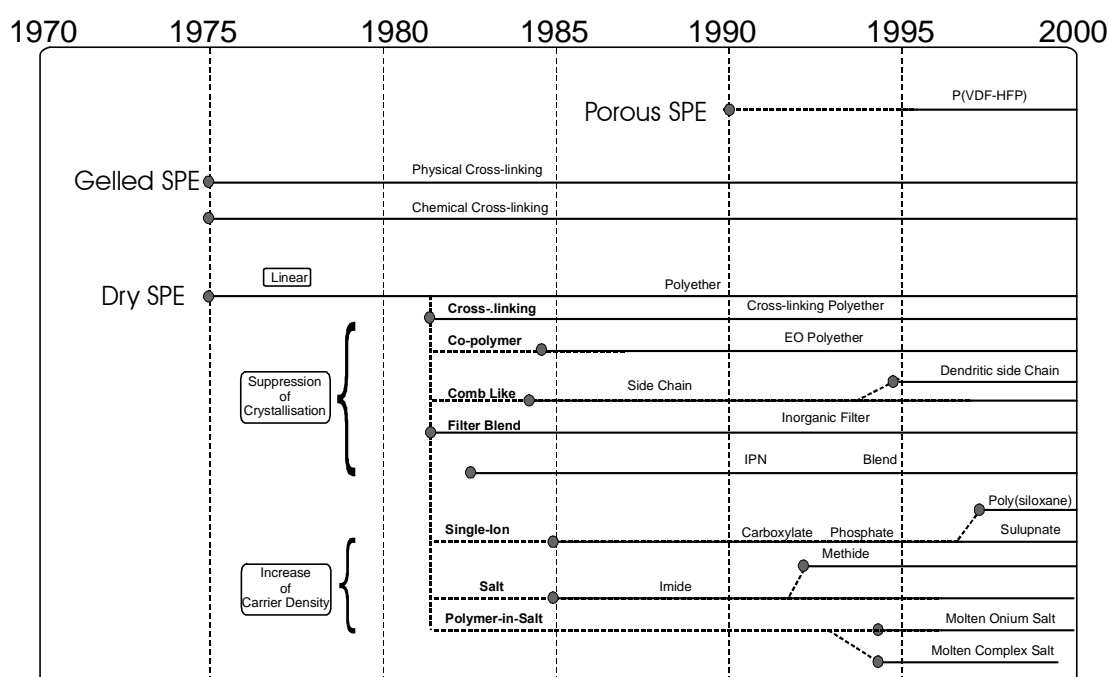 1970 1975 1980 1985 1990 1995 2000
P(VDF-HFP)
Porous SPE
Physical Cross-linking
Gelled SPE
Chemical Cross-linking
Linear
Polyether
Dry SPE
Cross-.linking
Cross-linking Polyether
Co-polymer
EO Polyether
Suppression
of
Crystallisation
Side Chain
Dendritic side Chain
Comb Like
Inorganic Filter
Filter Blend
IPN
Blend
Poly(siloxane)
Single-Ion
Carboxylate
Phosphate
Sulupnate
Methide
Increase
of
Carrier Density
Salt
Imide
Polymer-in-Salt
Molten Onium Salt
Molten Complex Salt